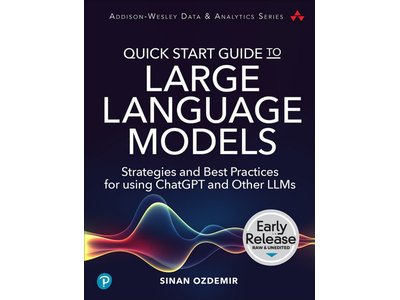 Addison-Wesley Data & Analytics Series
QUICK START GUIDE TO
LARGE
LANGUAGE
MODELS
Strategies and Best Practices
for using ChatGPT and Other LLMs
Early
Release
RAW & UNEDITED
P
SINAN OZDEMIR